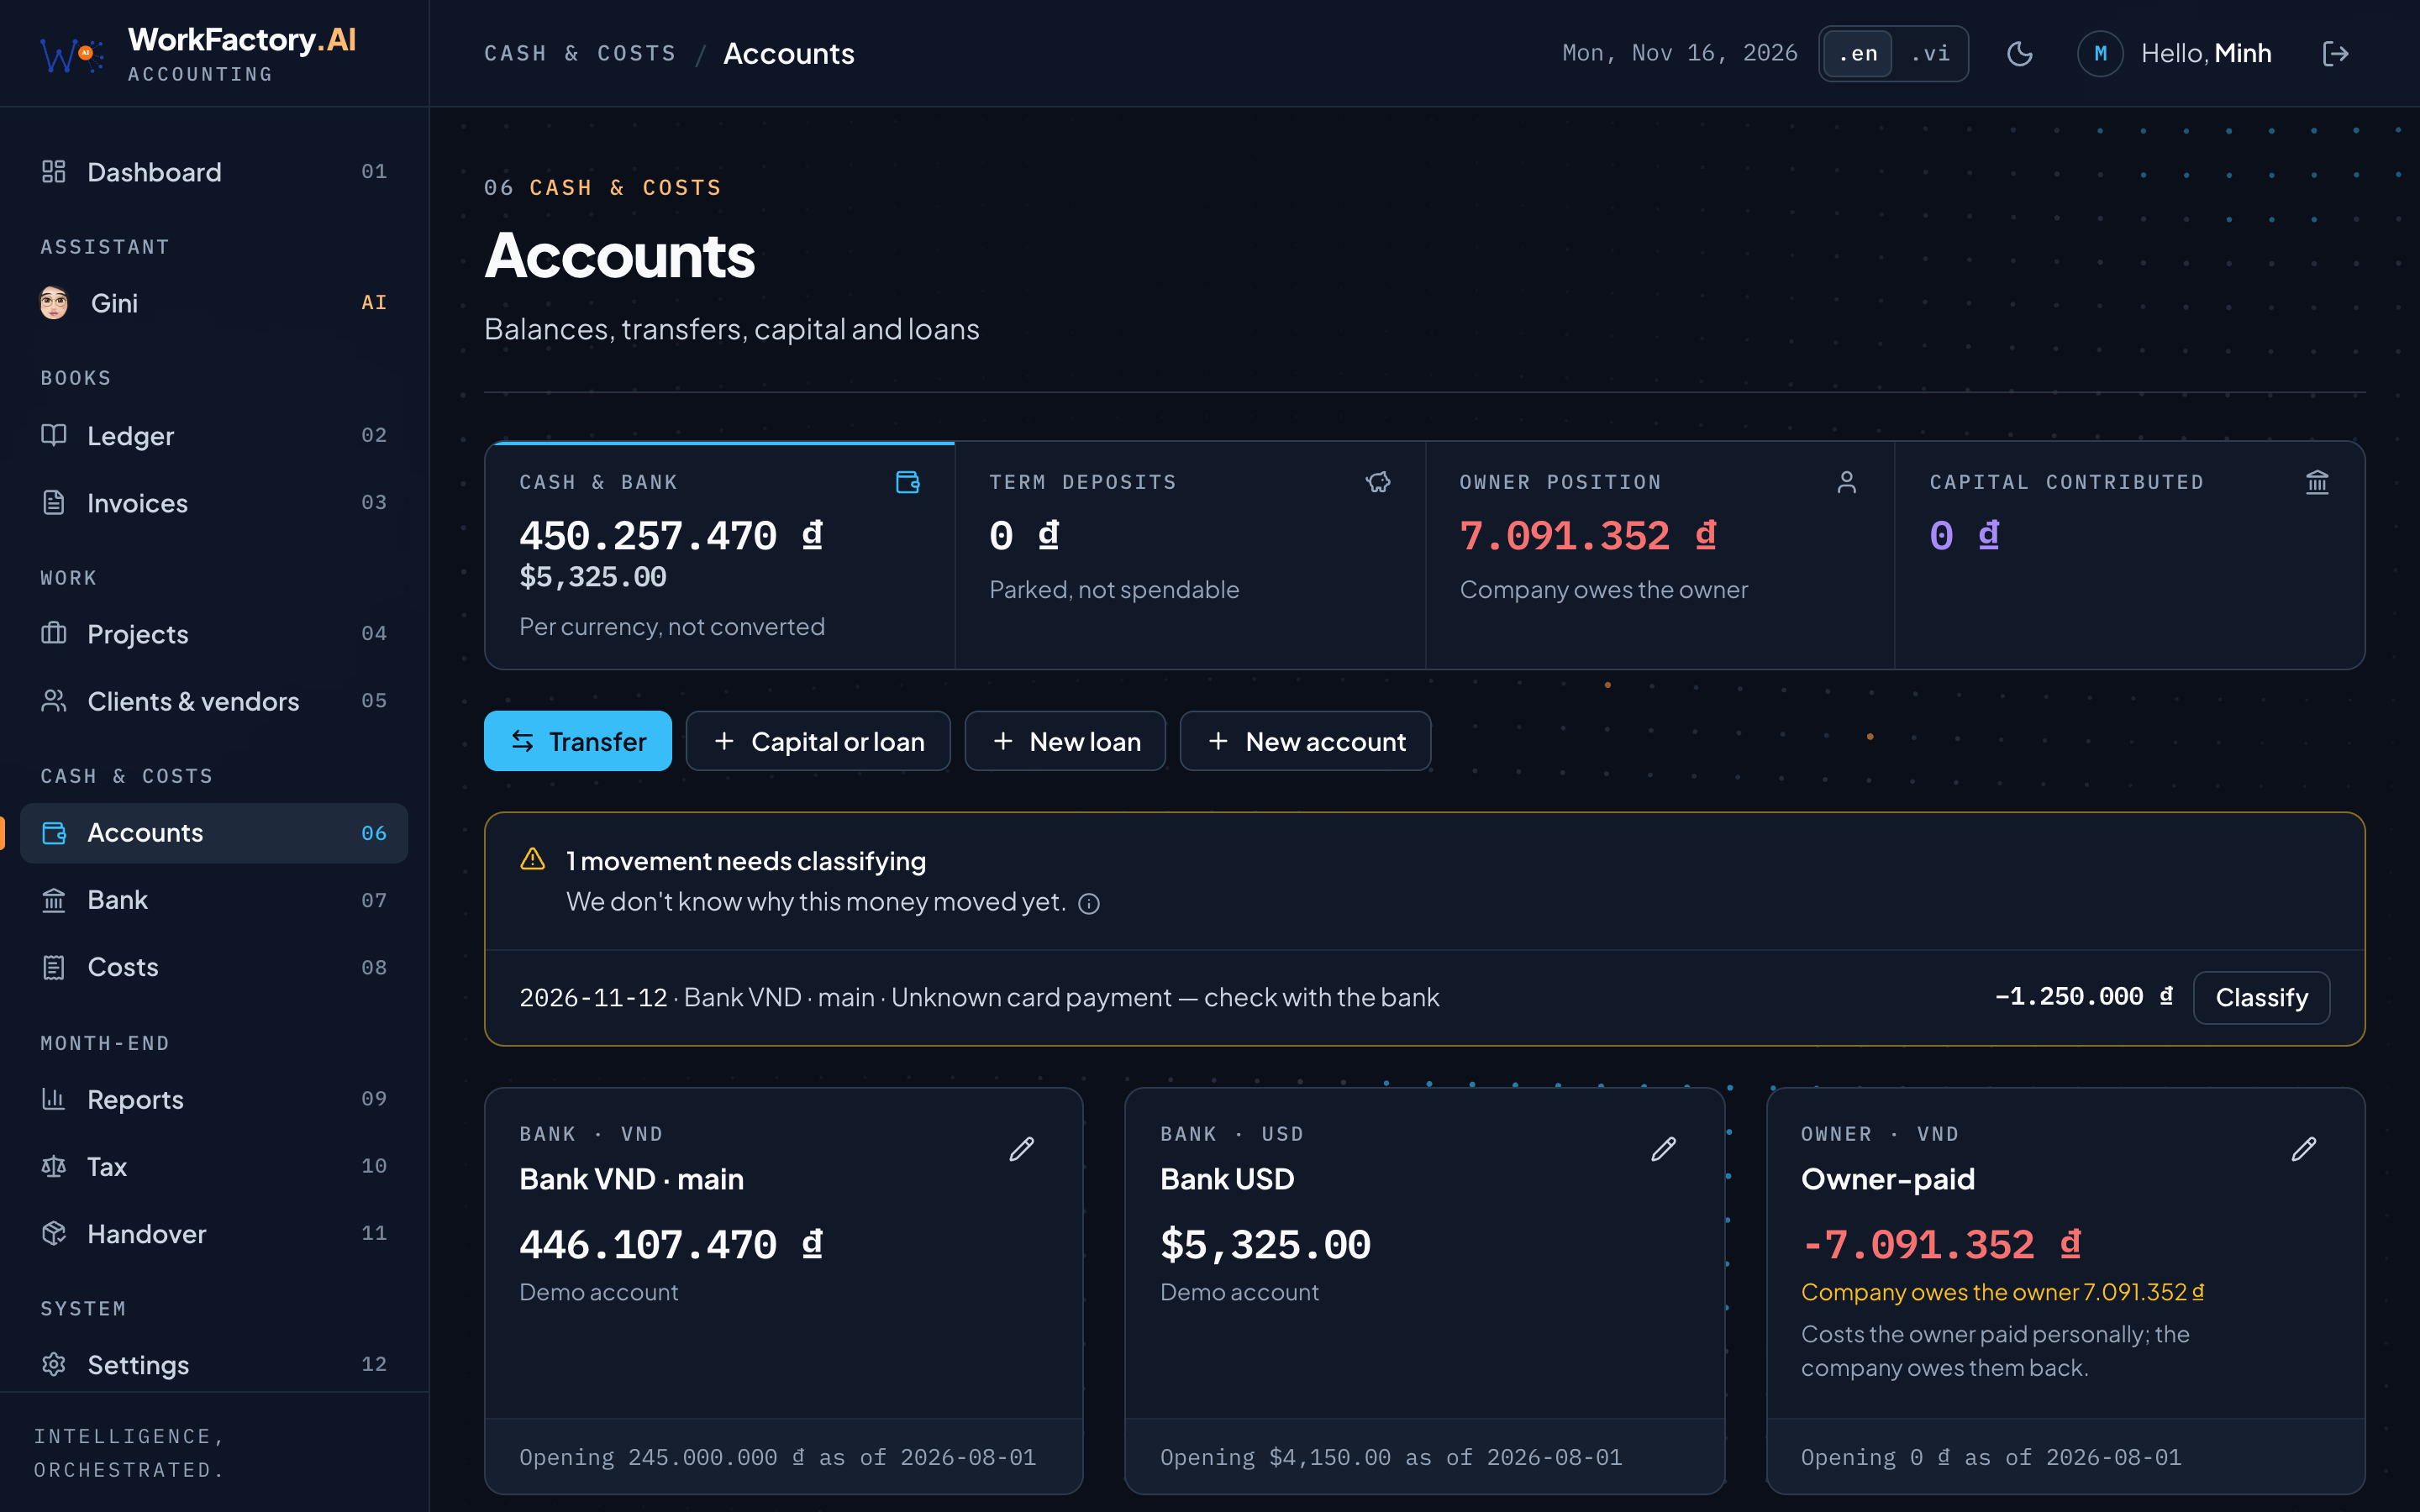 WorkFactory.AI
ACCOUNTING
CASH & COSTS / Accounts
Mon, Nov 16, 2026
.en .vi
M
Hello, Minh
Dashboard 01
ASSISTANT
Gini AI
BOOKS
Ledger 02
Invoices 03
WORK
Projects 04
Clients & vendors 05
CASH & COSTS
Accounts 06
Bank 07
Costs 08
MONTH-END
Reports 09
Tax 10
Handover 11
SYSTEM
Settings 12
INTELLIGENCE,
ORCHESTRATED.
06 CASH & COSTS
Accounts
Balances, transfers, capital and loans
CASH & BANK
450.257.470 ₫
$5,325.00
Per currency, not converted
TERM DEPOSITS
0 ₫
Parked, not spendable
OWNER POSITION
7.091.352 ₫
Company owes the owner
CAPITAL CONTRIBUTED
0 ₫
Transfer
+ Capital or loan
+ New loan
+ New account
1 movement needs classifying
We don't know why this money moved yet.
2026-11-12 · Bank VND · main · Unknown card payment — check with the bank
−1.250.000 ₫
Classify
BANK · VND
Bank VND · main
446.107.470 ₫
Demo account
Opening 245.000.000 ₫ as of 2026-08-01
BANK · USD
Bank USD
$5,325.00
Demo account
Opening $4,150.00 as of 2026-08-01
OWNER · VND
Owner-paid
-7.091.352 ₫
Company owes the owner 7.091.352 ₫
Costs the owner paid personally; the
company owes them back.
Opening 0 ₫ as of 2026-08-01